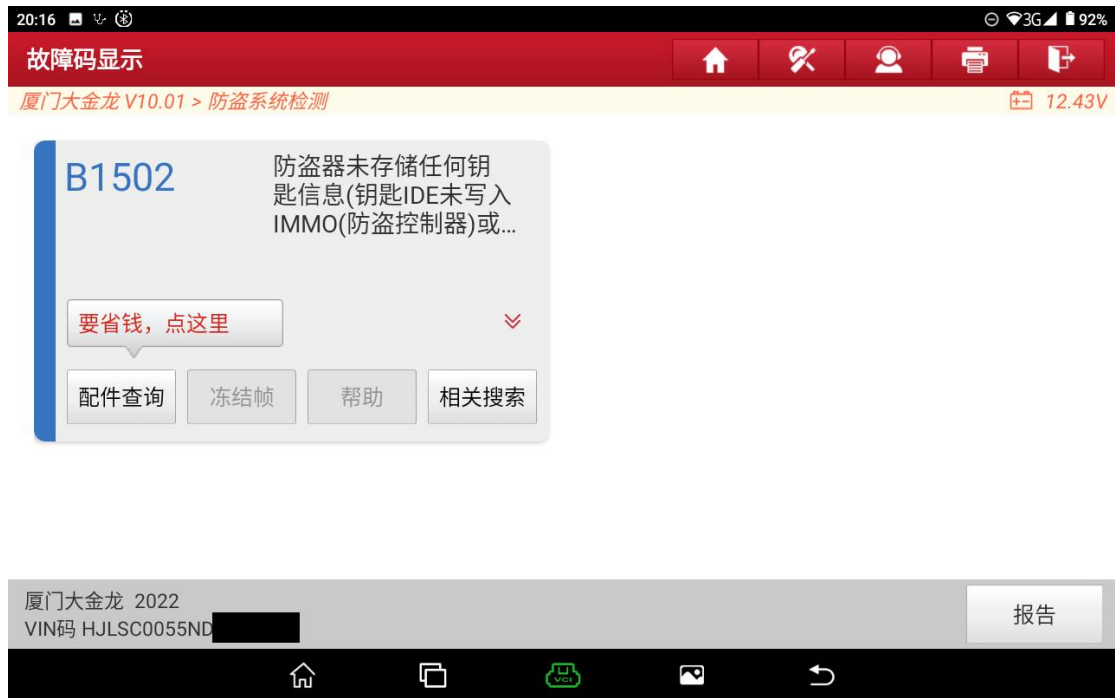 20:16
3G 92%
故障码显示
厦门大金龙 V10.01 > 防盗系统检测
12.43V
B1502
防盗器未存储任何钥
匙信息(钥匙IDE未写入
IMMO(防盗控制器)或...
要省钱，点这里
配件查询
冻结帧
帮助
相关搜索
厦门大金龙 2022
VIN码 HJLSC0055ND
报告
VCI